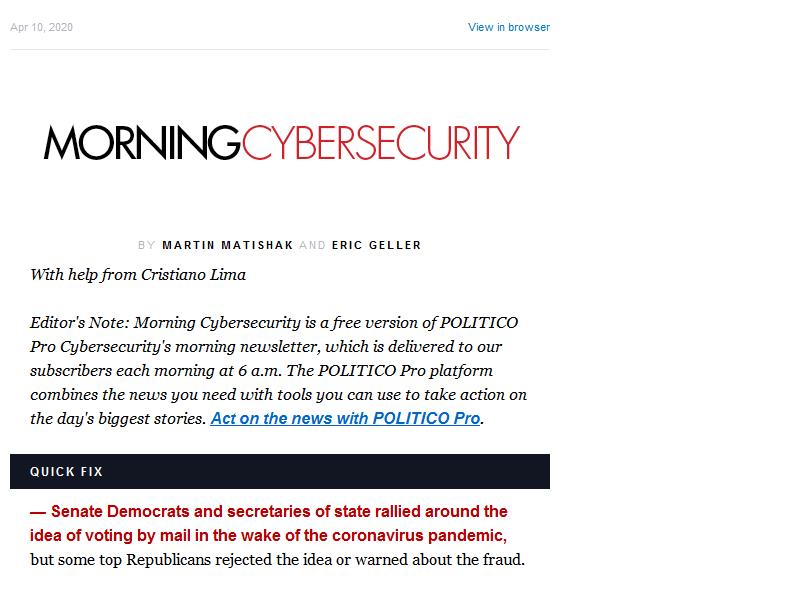 Apr 10, 2020
View in browser
MORNINGCYBERSECURITY
BY MARTIN MATISHAK AND ERIC GELLER
With help from Cristiano Lima
Editor's Note: Morning Cybersecurity is a free version of POLITICO
Pro Cybersecurity's morning newsletter, which is delivered to our
subscribers each morning at 6 a.m. The POLITICO Pro platform
combines the news you need with tools you can use to take action on
the day's biggest stories. Act on the news with POLITICO Pro.
QUICK FIX
— Senate Democrats and secretaries of state rallied around the
idea of voting by mail in the wake of the coronavirus pandemic,
but some top Republicans rejected the idea or warned about the fraud.